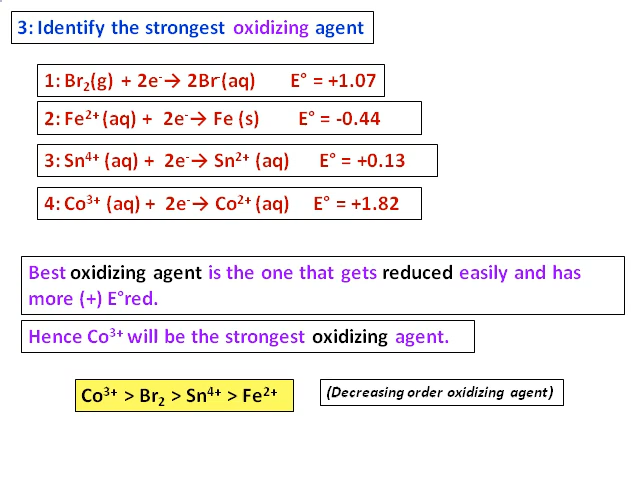 3: Identify the strongest oxidizing agent
1: Br₂(g) + 2e⁻→ 2Br⁻(aq) E° = +1.07
2: Fe²⁺ (aq) + 2e⁻→ Fe (s) E° = -0.44
3: Sn⁴⁺ (aq) + 2e⁻→ Sn²⁺ (aq) E° = +0.13
4: Co³⁺ (aq) + 2e⁻→ Co²⁺ (aq) E° = +1.82
Best oxidizing agent is the one that gets reduced easily and has
more (+) E°red.
Hence Co³⁺ will be the strongest oxidizing agent.
Co³⁺ > Br₂ > Sn⁴⁺ > Fe²⁺
(Decreasing order oxidizing agent)